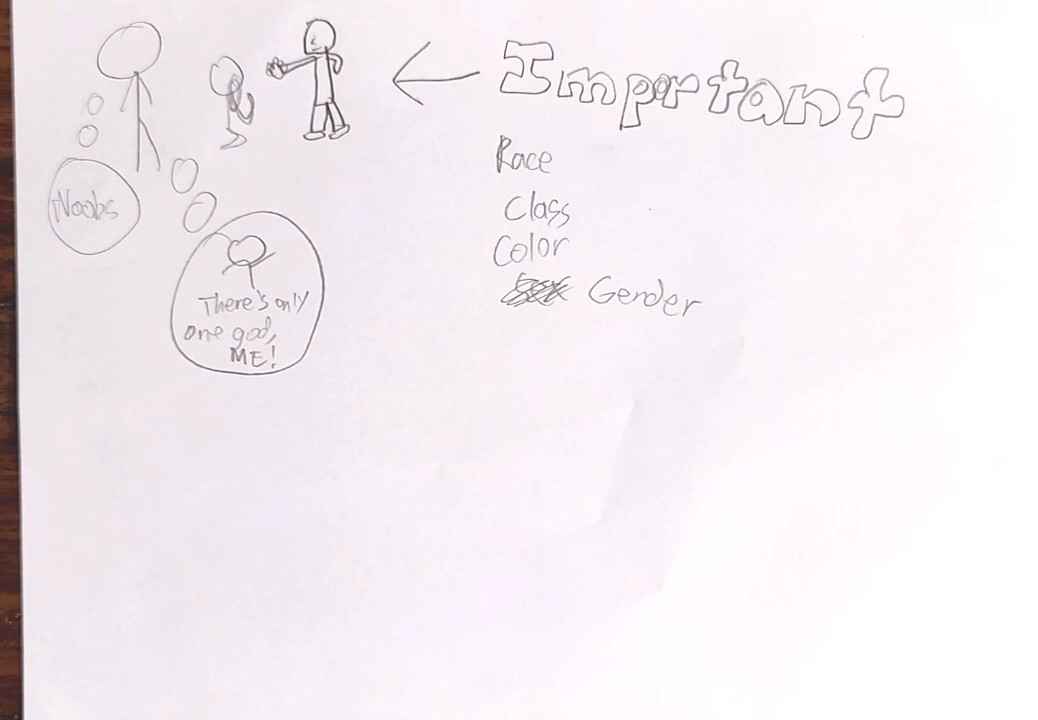 Important
Race
Class
Color
Gender
Noobs
There's only
one god,
ME!